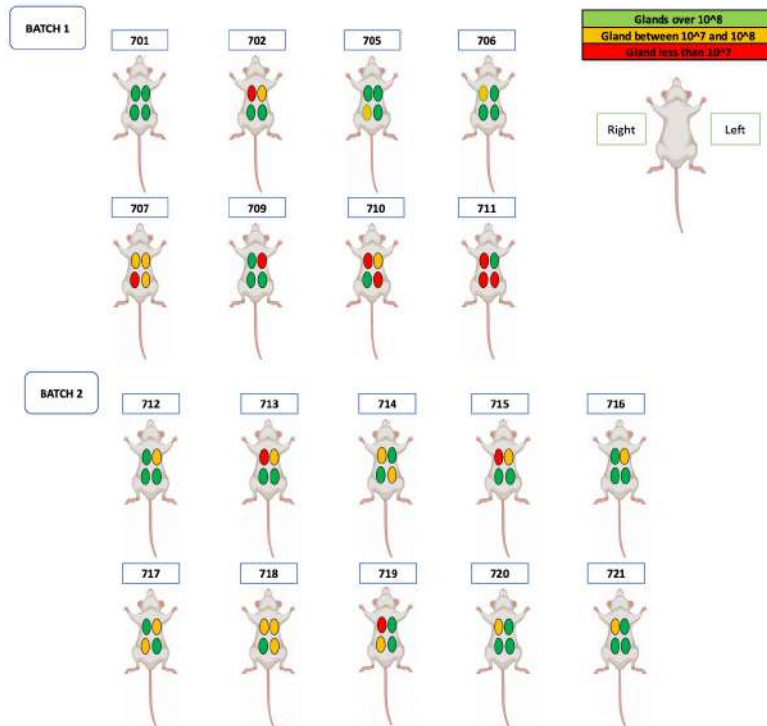 BATCH 1
701
702
705
706
Glands over 10^8
Gland between 10^7 and 10^8
Gland less than 10^7
Right
Left
707
709
710
711
BATCH 2
712
713
714
715
716
717
718
719
720
721